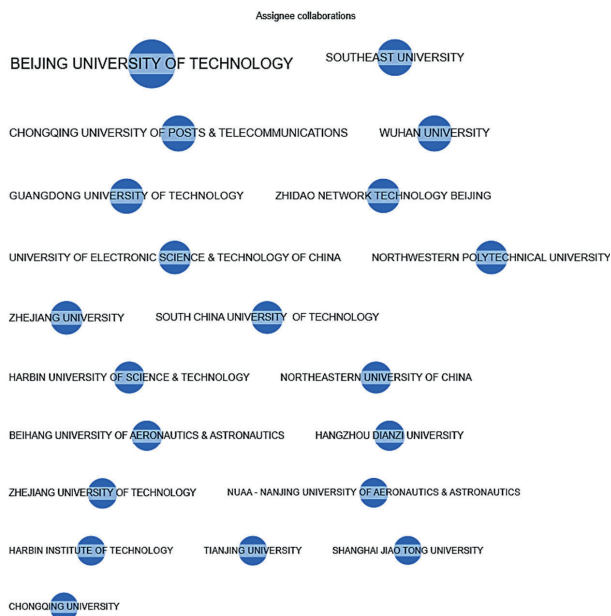 Assignee collaborations
BEIJING UNIVERSITY OF TECHNOLOGY
SOUTHEAST UNIVERSITY
CHONGQING UNIVERSITY OF POSTS & TELECOMMUNICATIONS
WUHAN UNIVERSITY
GUANGDONG UNIVERSITY OF TECHNOLOGY
ZHIDAO NETWORK TECHNOLOGY BEIJING
UNIVERSITY OF ELECTRONIC SCIENCE & TECHNOLOGY OF CHINA
NORTHWESTERN POLYTECHNICAL UNIVERSITY
ZHEJIANG UNIVERSITY
SOUTH CHINA UNIVERSITY OF TECHNOLOGY
HARBIN UNIVERSITY OF SCIENCE & TECHNOLOGY
NORTHEASTERN UNIVERSITY OF CHINA
BEIHANG UNIVERSITY OF AERONAUTICS & ASTRONAUTICS
HANGZHOU DIANZI UNIVERSITY
ZHEJIANG UNIVERSITY OF TECHNOLOGY
NUAA - NANJING UNIVERSITY OF AERONAUTICS & ASTRONAUTICS
HARBIN INSTITUTE OF TECHNOLOGY
TIANJING UNIVERSITY
SHANGHAI JIAO TONG UNIVERSITY
CHONGQING UNIVERSITY